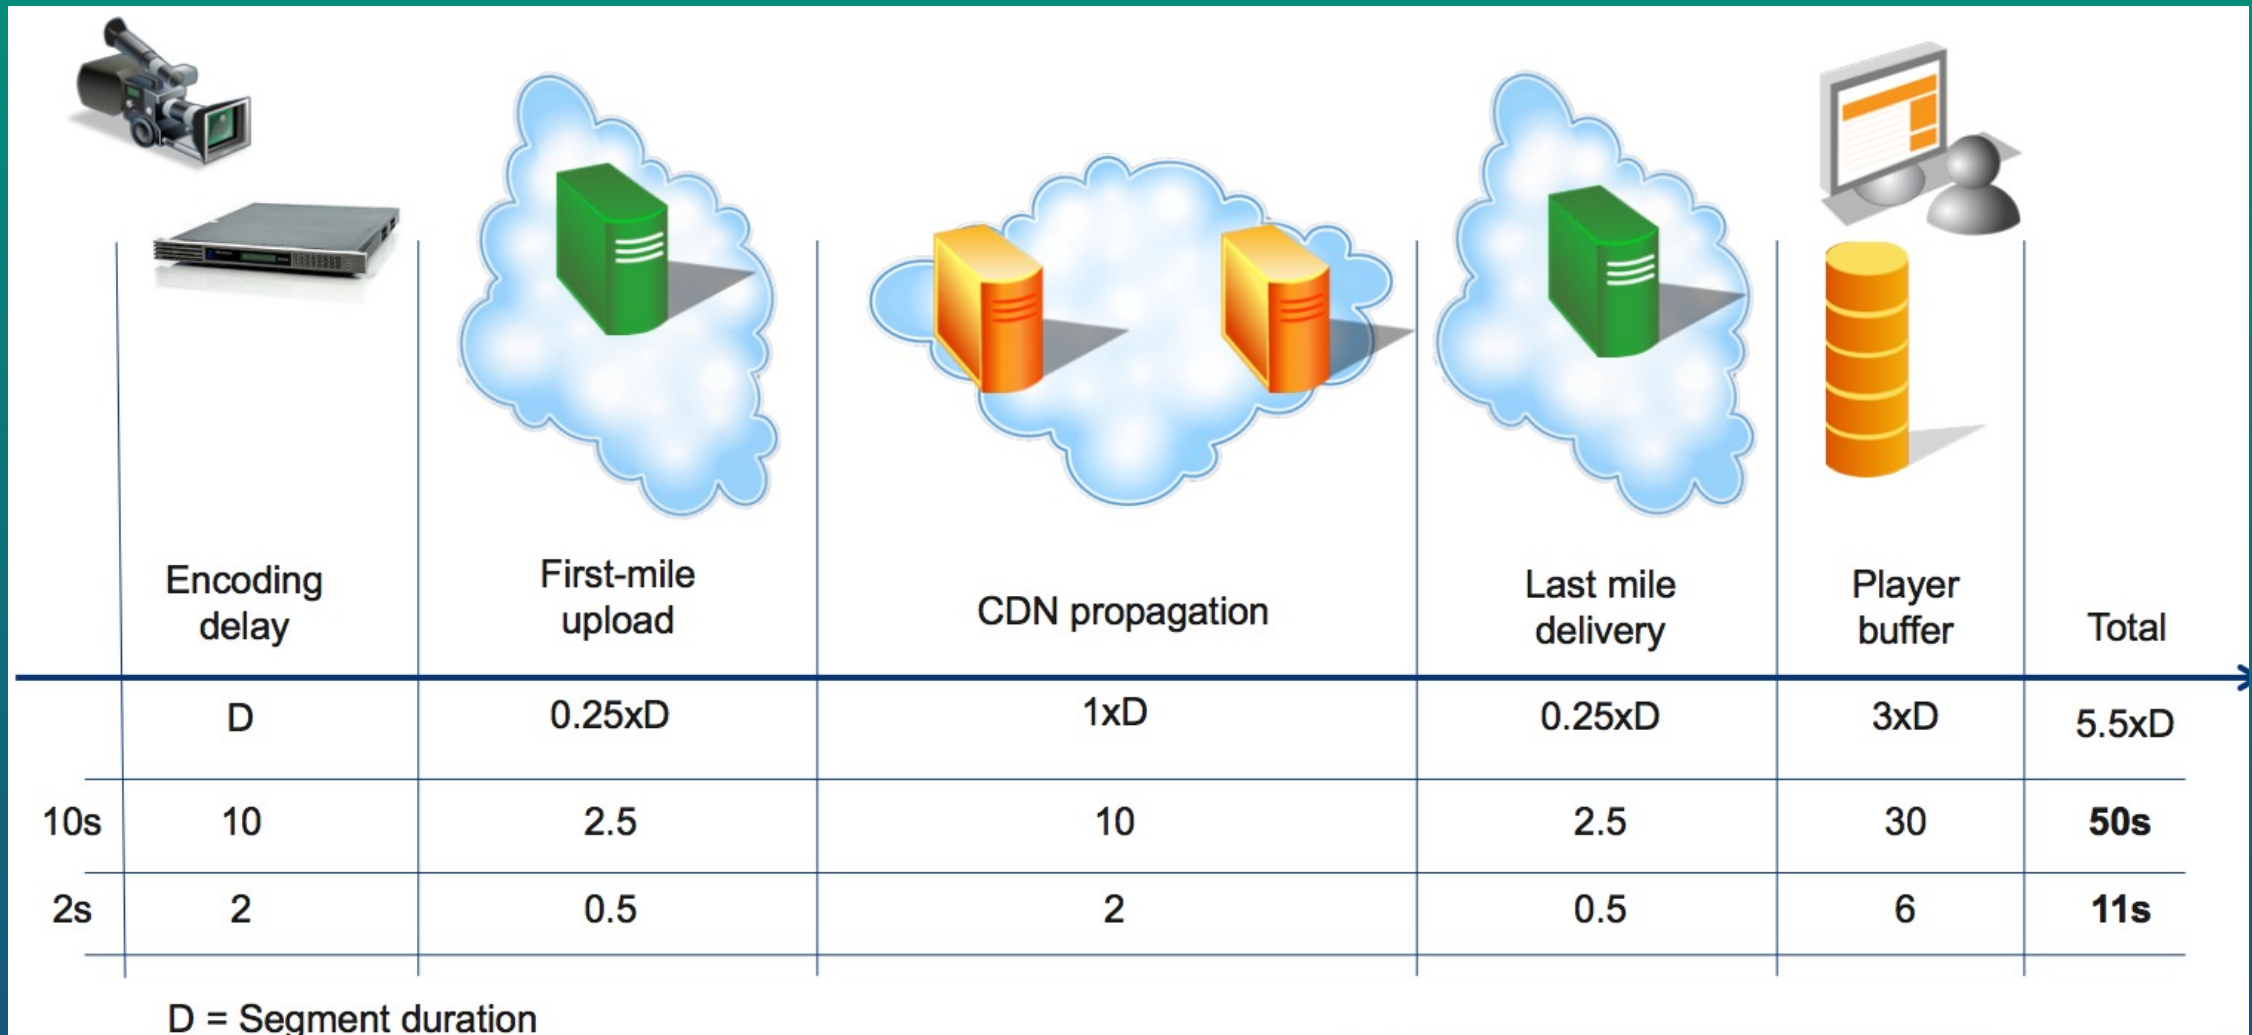 Encoding
delay
First-mile
upload
CDN propagation
Last mile
delivery
Player
buffer
Total
D 0.25xD 1xD 0.25xD 3xD 5.5xD
10s 10 2.5 10 2.5 30 50s
2s 2 0.5 2 0.5 6 11s
D = Segment duration